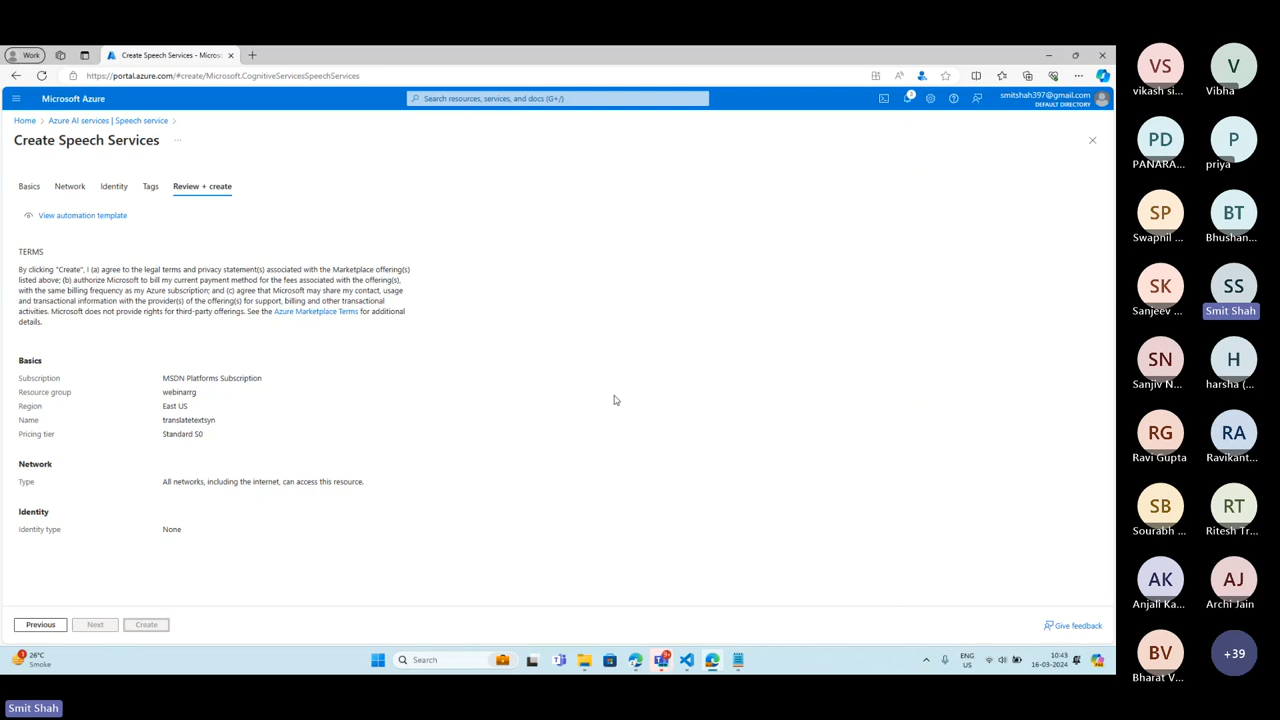 Work
Create Speech Services - Micros
https://portal.azure.com/#create/Microsoft.CognitiveServicesSpeechServices
Microsoft Azure
Search resources, services, and docs (G+/)
smitshah397@gmail.com
DEFAULT DIRECTORY
Home > Azure AI services | Speech service >
Create Speech Services ...
Basics Network Identity Tags Review + create
View automation template
TERMS
By clicking "Create", I (a) agree to the legal terms and privacy statement(s) associated with the Marketplace offering(s)
listed above; (b) authorize Microsoft to bill my current payment method for the fees associated with the offering(s),
with the same billing frequency as my Azure subscription; and (c) agree that Microsoft may share my contact, usage
and transactional information with the provider(s) of the offering(s) for support, billing and other transactional
activities. Microsoft does not provide rights for third-party offerings. See the Azure Marketplace Terms for additional
details.
Basics
Subscription MSDN Platforms Subscription
Resource group webinarrg
Region East US
Name translatetextsyn
Pricing tier Standard S0
Network
Type All networks, including the internet, can access this resource.
Identity
Identity type None
Previous Next Create
Give feedback
26°C
Smoke
Search
ENG
US
10:43
16-03-2024
Smit Shah
VS V
vikash si... Vibha
PD P
PANARA... priya
SP BT
Swapnil ... Bhushan...
SK SS
Sanjeev ... Smit Shah
SN H
Sanjiv N... harsha (...
RG RA
Ravi Gupta Ravikant...
SB RT
Sourabh ... Ritesh Tr...
AK AJ
Anjali Ka... Archi Jain
BV +39
Bharat V...